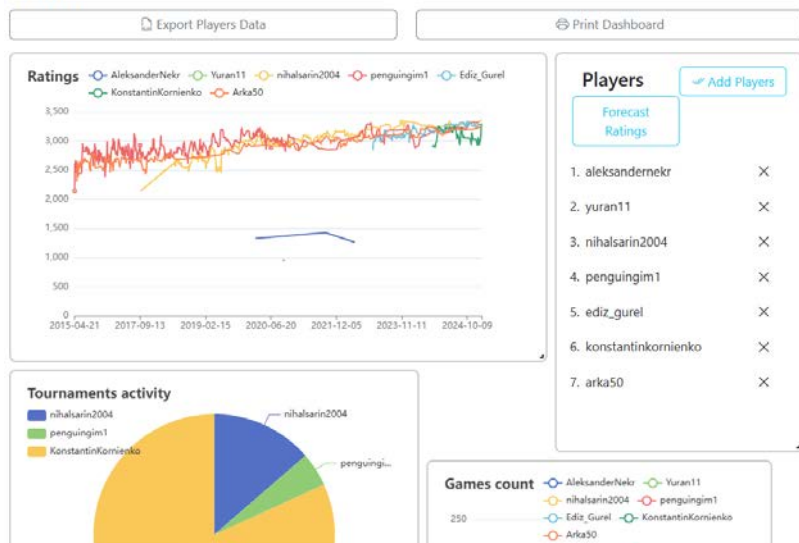 Export Players Data
Print Dashboard
Ratings
AleksanderNekr
Yuran11
nihalsarin2004
penguingim1
Ediz_Gurel
KonstantinKornienko
Arka50
3,500
3,000
2,500
2,000
1,500
1,000
500
0
2015-04-21
2017-09-13
2019-02-15
2020-06-20
2021-12-05
2023-11-11
2024-10-09
Players
Add Players
Forecast
Ratings
1. aleksandernekr
2. yuran11
3. nihalsarin2004
4. penguingim1
5. ediz_gurel
6. konstantinkornienko
7. arka50
Tournaments activity
nihalsarin2004
penguingim1
KonstantinKornienko
nihalsarin2004
penguingi...
Games count
AleksanderNekr
Yuran11
nihalsarin2004
penguingim1
Ediz_Gurel
KonstantinKornienko
Arka50
250